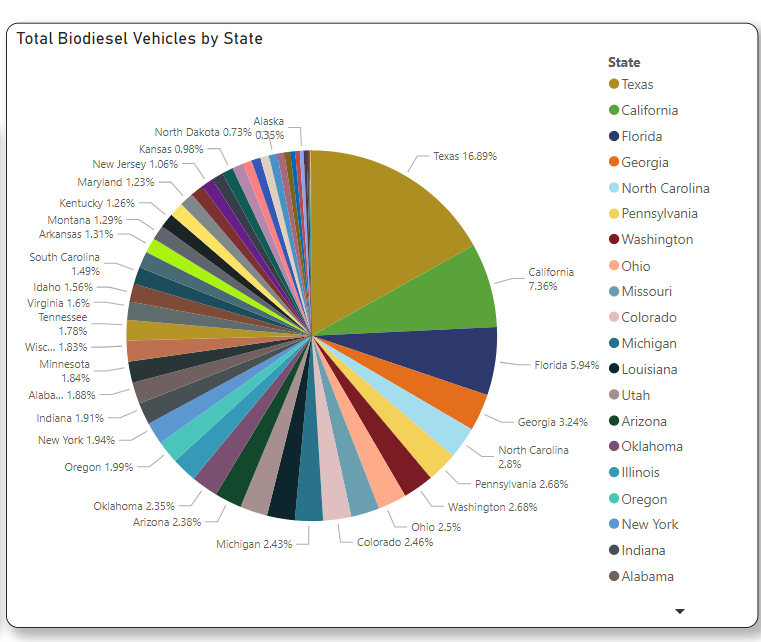 Total Biodiesel Vehicles by State
Alaska
0.35%
North Dakota 0.73%
Kansas 0.98%
New Jersey 1.06%
Maryland 1.23%
Kentucky 1.26%
Montana 1.29%
Arkansas 1.31%
South Carolina
1.49%
Idaho 1.56%
Virginia 1.6%
Tennessee
1.78%
Wisc... 1.83%
Minnesota
1.84%
Alaba... 1.88%
Indiana 1.91%
New York 1.94%
Oregon 1.99%
Oklahoma 2.35%
Arizona 2.38%
Michigan 2.43%
Texas 16.89%
California
7.36%
Florida 5.94%
Georgia 3.24%
North Carolina
2.8%
Pennsylvania 2.68%
Washington 2.68%
Ohio 2.5%
Colorado 2.46%
State
Texas
California
Florida
Georgia
North Carolina
Pennsylvania
Washington
Ohio
Missouri
Colorado
Michigan
Louisiana
Utah
Arizona
Oklahoma
Illinois
Oregon
New York
Indiana
Alabama